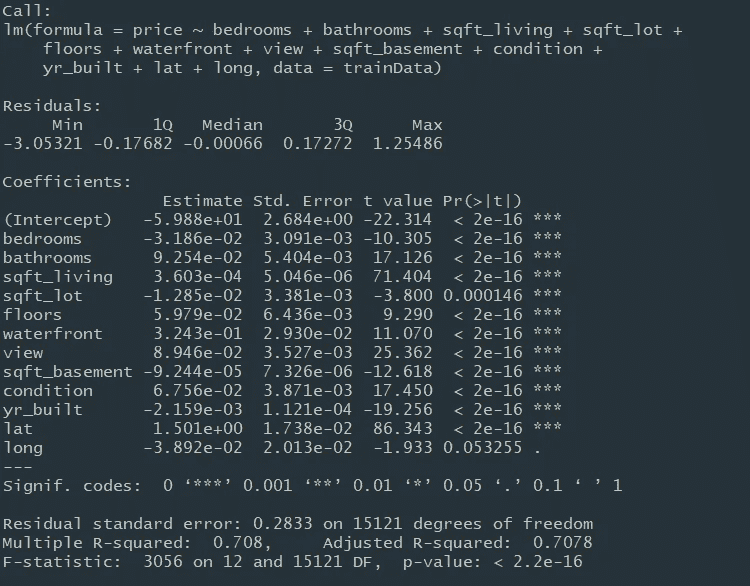 Call:
lm(formula = price ~ bedrooms + bathrooms + sqft_living + sqft_lot +
    floors + waterfront + view + sqft_basement + condition +
    yr_built + lat + long, data = trainData)

Residuals:
     Min       1Q   Median       3Q      Max
-3.05321 -0.17682 -0.00066  0.17272  1.25486

Coefficients:
                Estimate Std. Error t value Pr(>|t|)
(Intercept)   -5.988e+01  2.684e+00 -22.314  < 2e-16 ***
bedrooms      -3.186e-02  3.091e-03 -10.305  < 2e-16 ***
bathrooms      9.254e-02  5.404e-03  17.126  < 2e-16 ***
sqft_living    3.603e-04  5.046e-06  71.404  < 2e-16 ***
sqft_lot      -1.285e-02  3.381e-03  -3.800 0.000146 ***
floors         5.979e-02  6.436e-03   9.290  < 2e-16 ***
waterfront     3.243e-01  2.930e-02  11.070  < 2e-16 ***
view           8.946e-02  3.527e-03  25.362  < 2e-16 ***
sqft_basement -9.244e-05  7.326e-06 -12.618  < 2e-16 ***
condition      6.756e-02  3.871e-03  17.450  < 2e-16 ***
yr_built      -2.159e-03  1.121e-04 -19.256  < 2e-16 ***
lat            1.501e+00  1.738e-02  86.343  < 2e-16 ***
long          -3.892e-02  2.013e-02  -1.933 0.053255 .
---
Signif. codes:  0 ‘***’ 0.001 ‘**’ 0.01 ‘*’ 0.05 ‘.’ 0.1 ‘ ’ 1

Residual standard error: 0.2833 on 15121 degrees of freedom
Multiple R-squared:  0.708,	Adjusted R-squared:  0.7078
F-statistic:  3056 on 12 and 15121 DF,  p-value: < 2.2e-16